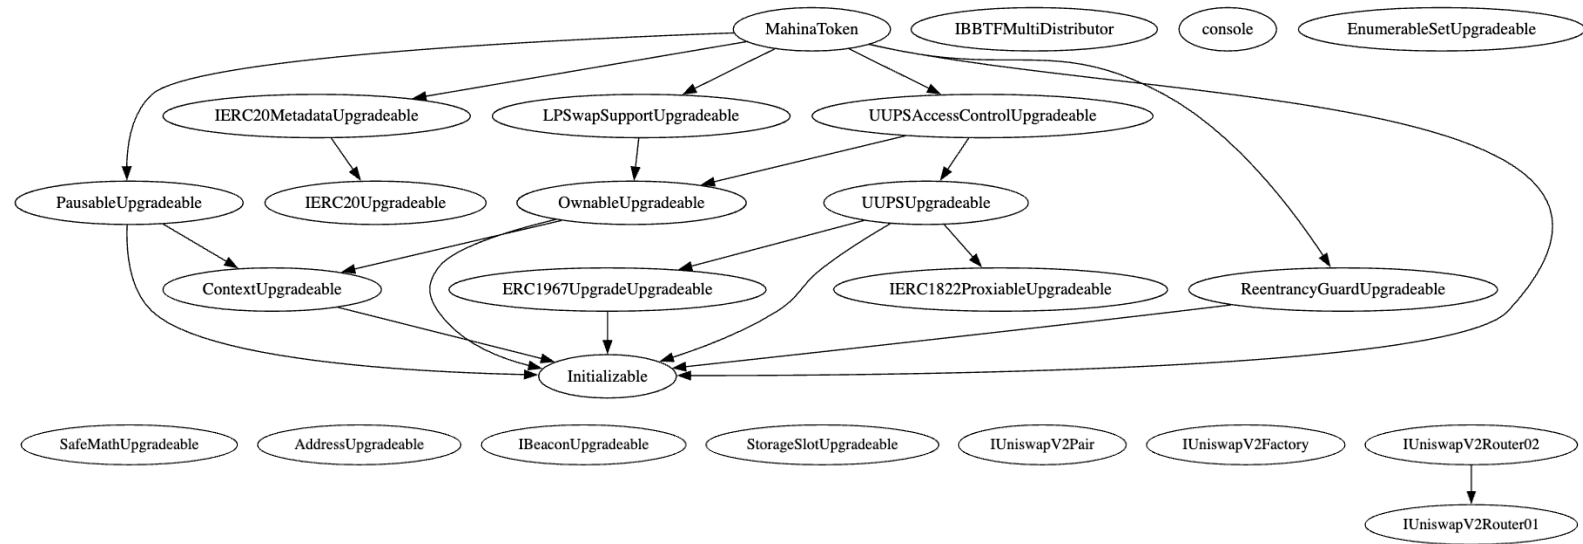 MahinaToken
IBBTFMultiDistributor
console
EnumerableSetUpgradeable
IERC20MetadataUpgradeable
LPSwapSupportUpgradeable
UUPSAccessControlUpgradeable
PausableUpgradeable
IERC20Upgradeable
OwnableUpgradeable
UUPSUpgradeable
ContextUpgradeable
ERC1967UpgradeUpgradeable
IERC1822ProxiableUpgradeable
ReentrancyGuardUpgradeable
Initializable
SafeMathUpgradeable
AddressUpgradeable
IBeaconUpgradeable
StorageSlotUpgradeable
IUniswapV2Pair
IUniswapV2Factory
IUniswapV2Router02
IUniswapV2Router01